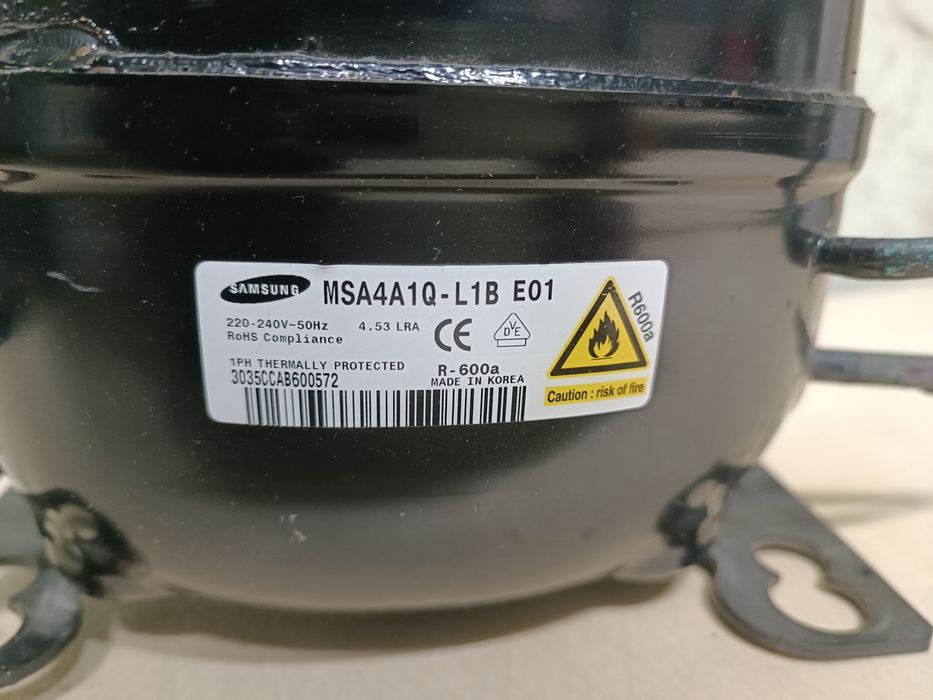 SAMSUNG MSA4A1Q-L1B E01
220-240V~50Hz 4.53 LRA CE VDE
RoHS Compliance
1PH THERMALLY PROTECTED R-600a
3035CCAB600572 MADE IN KOREA
R600a
Caution : risk of fire